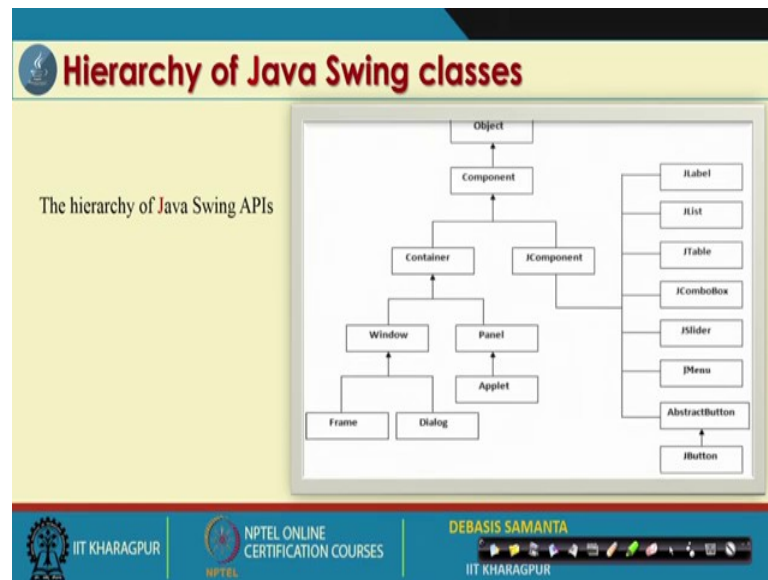 Hierarchy of Java Swing classes
The hierarchy of Java Swing APIs
Object
Component
Container
JComponent
Window
Panel
Applet
Frame
Dialog
JLabel
JList
JTable
JComboBox
JSlider
JMenu
AbstractButton
JButton
IIT KHARAGPUR
NPTEL
NPTEL ONLINE
CERTIFICATION COURSES
DEBASIS SAMANTA
IIT KHARAGPUR